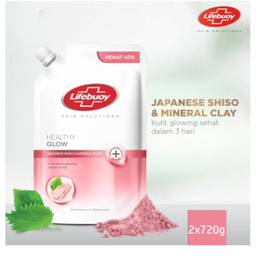 Lifebuoy
SKIN SOLUTIONS
HEMAT 40%
Lifebuoy
SKIN SOLUTIONS
HEALTHY
GLOW
JAPANESE SHISO
& MINERAL CLAY
Kulit glowing sehat
dalam 3 hari
2x720g